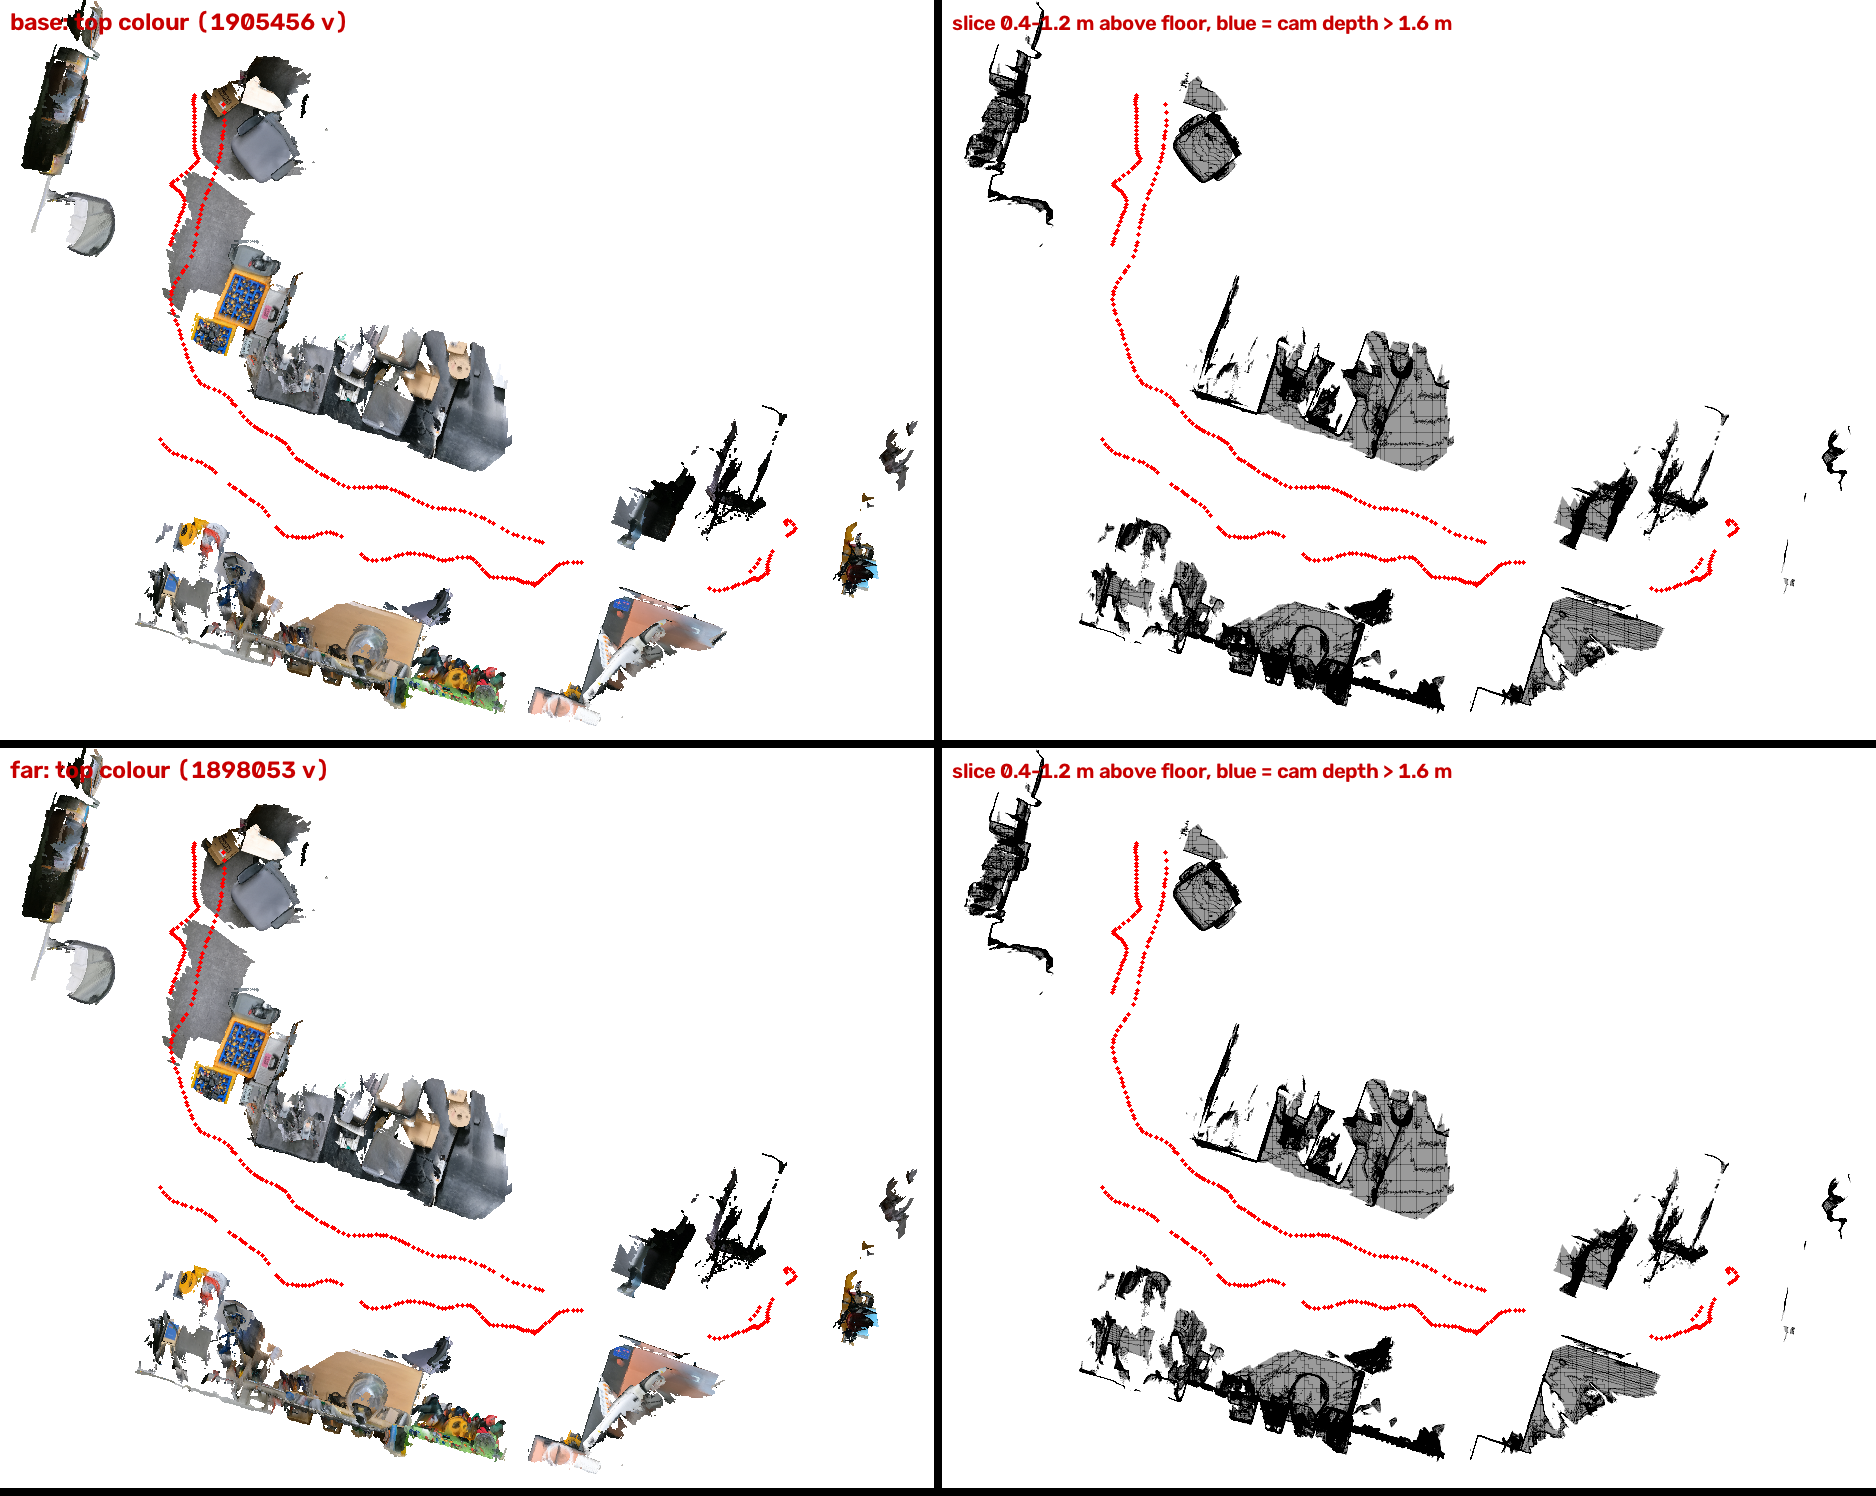 base: top colour (1905456 v)
slice 0.4-1.2 m above floor, blue = cam depth > 1.6 m
far: top colour (1898053 v)
slice 0.4-1.2 m above floor, blue = cam depth > 1.6 m